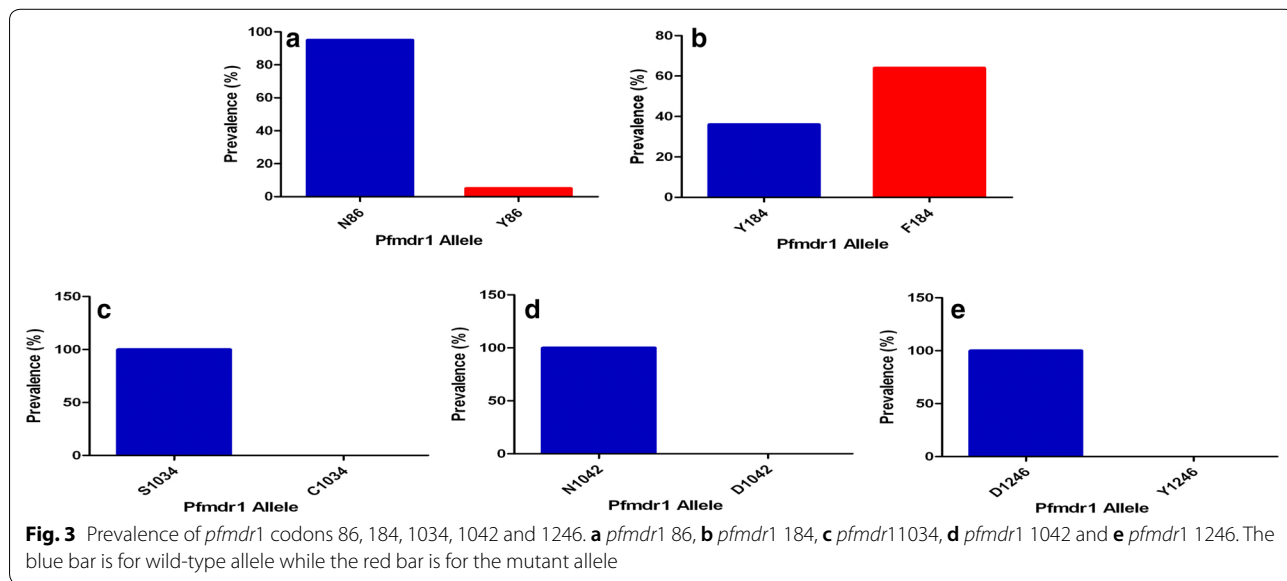 a
100
80
60
40
20
0
Prevalence (%)
N86
Y86
Pfmdr1 Allele
b
80
60
40
20
0
Prevalence (%)
Y184
F184
Pfmdr1 Allele
c
150
100
50
0
Prevalence (%)
S1034
C1034
Pfmdr1 Allele
d
150
100
50
0
Prevalence (%)
N1042
D1042
Pfmdr1 Allele
e
150
100
50
0
Prevalence (%)
D1246
Y1246
Pfmdr1 Allele
Fig. 3 Prevalence of pfmdr1 codons 86, 184, 1034, 1042 and 1246. a pfmdr1 86, b pfmdr1 184, c pfmdr11034, d pfmdr1 1042 and e pfmdr1 1246. The
blue bar is for wild-type allele while the red bar is for the mutant allele